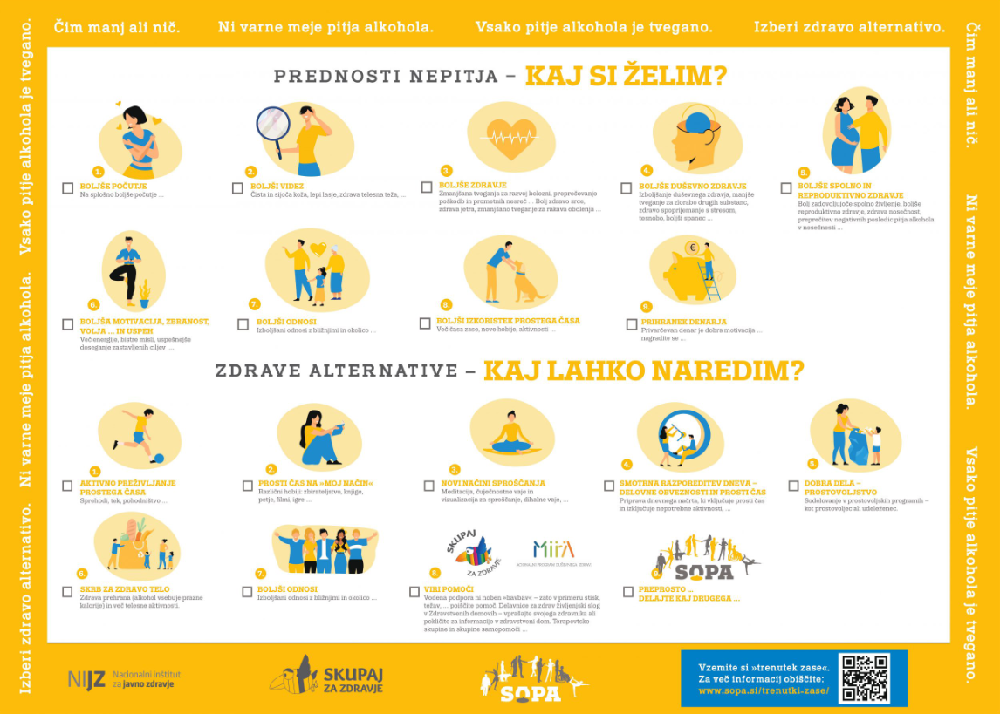 Čim manj ali nič. Ni varne meje pitja alkohola. Vsako pitje alkohola je tvegano. Izberi zdravo alternativo.
Izberi zdravo alternativo. Ni varne meje pitja alkohola. Vsako pitje alkohola je tvegano.
Čim manj ali nič. Ni varne meje pitja alkohola. Vsako pitje alkohola je tvegano.
PREDNOSTI NEPITJA – KAJ SI ŽELIM?
1.
BOLJŠE POČUTJE
Na splošno boljše počutje ...
2.
BOLJŠI VIDEZ
Čista in sijoča koža, lepi lasje, zdrava telesna teža, ...
3.
BOLJŠE ZDRAVJE
Zmanjšana tveganja za razvoj bolezni, preprečevanje
poškodb in prometnih nesreč ... Bolj zdravo srce,
zdrava jetra, zmanjšano tveganje za rakava obolenja ...
4.
BOLJŠE DUŠEVNO ZDRAVJE
Izboljšanje duševnega zdravja, manjše
tveganje za zlorabo drugih substanc,
zdravo spoprijemanje s stresom,
tesnobo, boljši spanec ...
5.
BOLJŠE SPOLNO IN
REPRODUKTIVNO ZDRAVJE
Bolj zadovoljujoče spolno življenje, boljše
reproduktivno zdravje, zdrava nosečnost,
preprečitev negativnih posledic pitja alkohola
v nosečnosti ...
6.
BOLJŠA MOTIVACIJA, ZBRANOST,
VOLJA ... IN USPEH
Več energije, bistre misli, uspešnejše
doseganje zastavljenih ciljev ...
7.
BOLJŠI ODNOSI
Izboljšani odnosi z bližnjimi in okolico ...
8.
BOLJŠI IZKORISTEK PROSTEGA ČASA
Več časa zase, nove hobije, aktivnosti ...
€
9.
PRIHRANEK DENARJA
Privarčevan denar je dobra motivacija ...
nagradite se ...
ZDRAVE ALTERNATIVE – KAJ LAHKO NAREDIM?
1.
AKTIVNO PREŽIVLJANJE
PROSTEGA ČASA
Sprehodi, tek, pohodništvo ...
2.
PROSTI ČAS NA »MOJ NAČIN«
Različni hobiji: zbirateljstvo, knjige,
petje, filmi, igre ...
3.
NOVI NAČINI SPROŠČANJA
Meditacija, čuječnostne vaje in
vizualizacija za sproščanje, dihalne vaje, ...
4.
SMOTRNA RAZPOREDITEV DNEVA –
DELOVNE OBVEZNOSTI IN PROSTI ČAS
Priprava dnevnega načrta, ki vključuje prosti čas
in izključuje nepotrebne aktivnosti, ...
5.
DOBRA DELA –
PROSTOVOLJSTVO
Sodelovanje v prostovoljskih programih –
kot prostovoljec ali udeleženec.
6.
SKRB ZA ZDRAVO TELO
Zdrava prehrana (alkohol vsebuje prazne
kalorije) in več telesne aktivnosti.
7.
BOLJŠI ODNOSI
Izboljšani odnosi z bližnjimi in okolico ...
SKUPAJ
ZA ZDRAVJE
MIRA
8.
VIRI POMOČI
Vodena podpora ni noben »bavbav« – zato v primeru stisk,
težav, ... poiščite pomoč. Delavnice za zdrav življenjski slog
v Zdravstvenih domovih – vprašajte svojega zdravnika ali
pokličite za informacije v zdravstveni dom. Terapevtske
skupine in skupine samopomoči ...
SOPA
9.
PREPROSTO ...
DELAJTE KAJ DRUGEGA ...
NIJZ Nacionalni inštitut
za javno zdravje
SKUPAJ
ZA ZDRAVJE
SOPA
Vzemite si »trenutek zase«.
Za več informacij obiščite:
www.sopa.si/trenutki-zase/